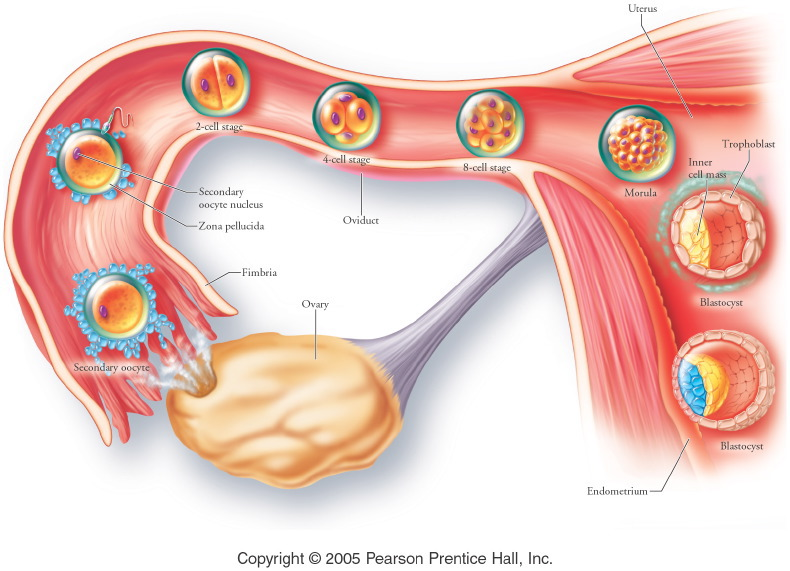 Uterus
2-cell stage
4-cell stage
8-cell stage
Morula
Trophoblast
Inner
cell mass
Secondary
oocyte nucleus
Zona pellucida
Oviduct
Fimbria
Ovary
Blastocyst
Secondary oocyte
Blastocyst
Endometrium
Copyright © 2005 Pearson Prentice Hall, Inc.